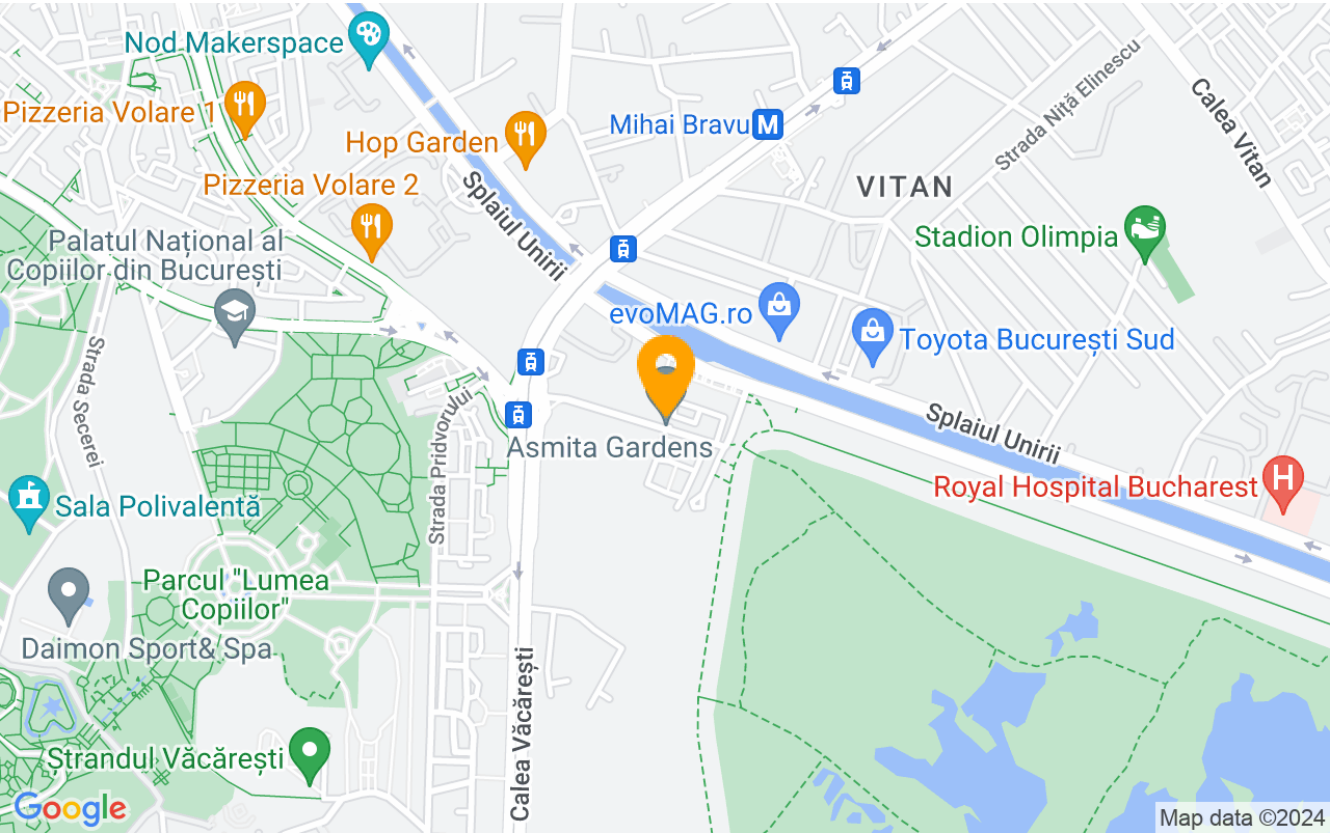 Nod Makerspace
Pizzeria Volare 1
Hop Garden
Mihai Bravu M
Strada Niță Elinescu
Calea Vitan
Pizzeria Volare 2
Splaiul Unirii
VITAN
Palatul Național al
Copiilor din București
Stadion Olimpia
evoMAG.ro
Toyota București Sud
Strada Secerei
Strada Pridvorului
Asmita Gardens
Splaiul Unirii
Royal Hospital Bucharest
H
Sala Polivalentă
Parcul "Lumea
Copiilor"
Daimon Sport& Spa
Calea Văcărești
Ștrandul Văcărești
Google
Map data ©2024